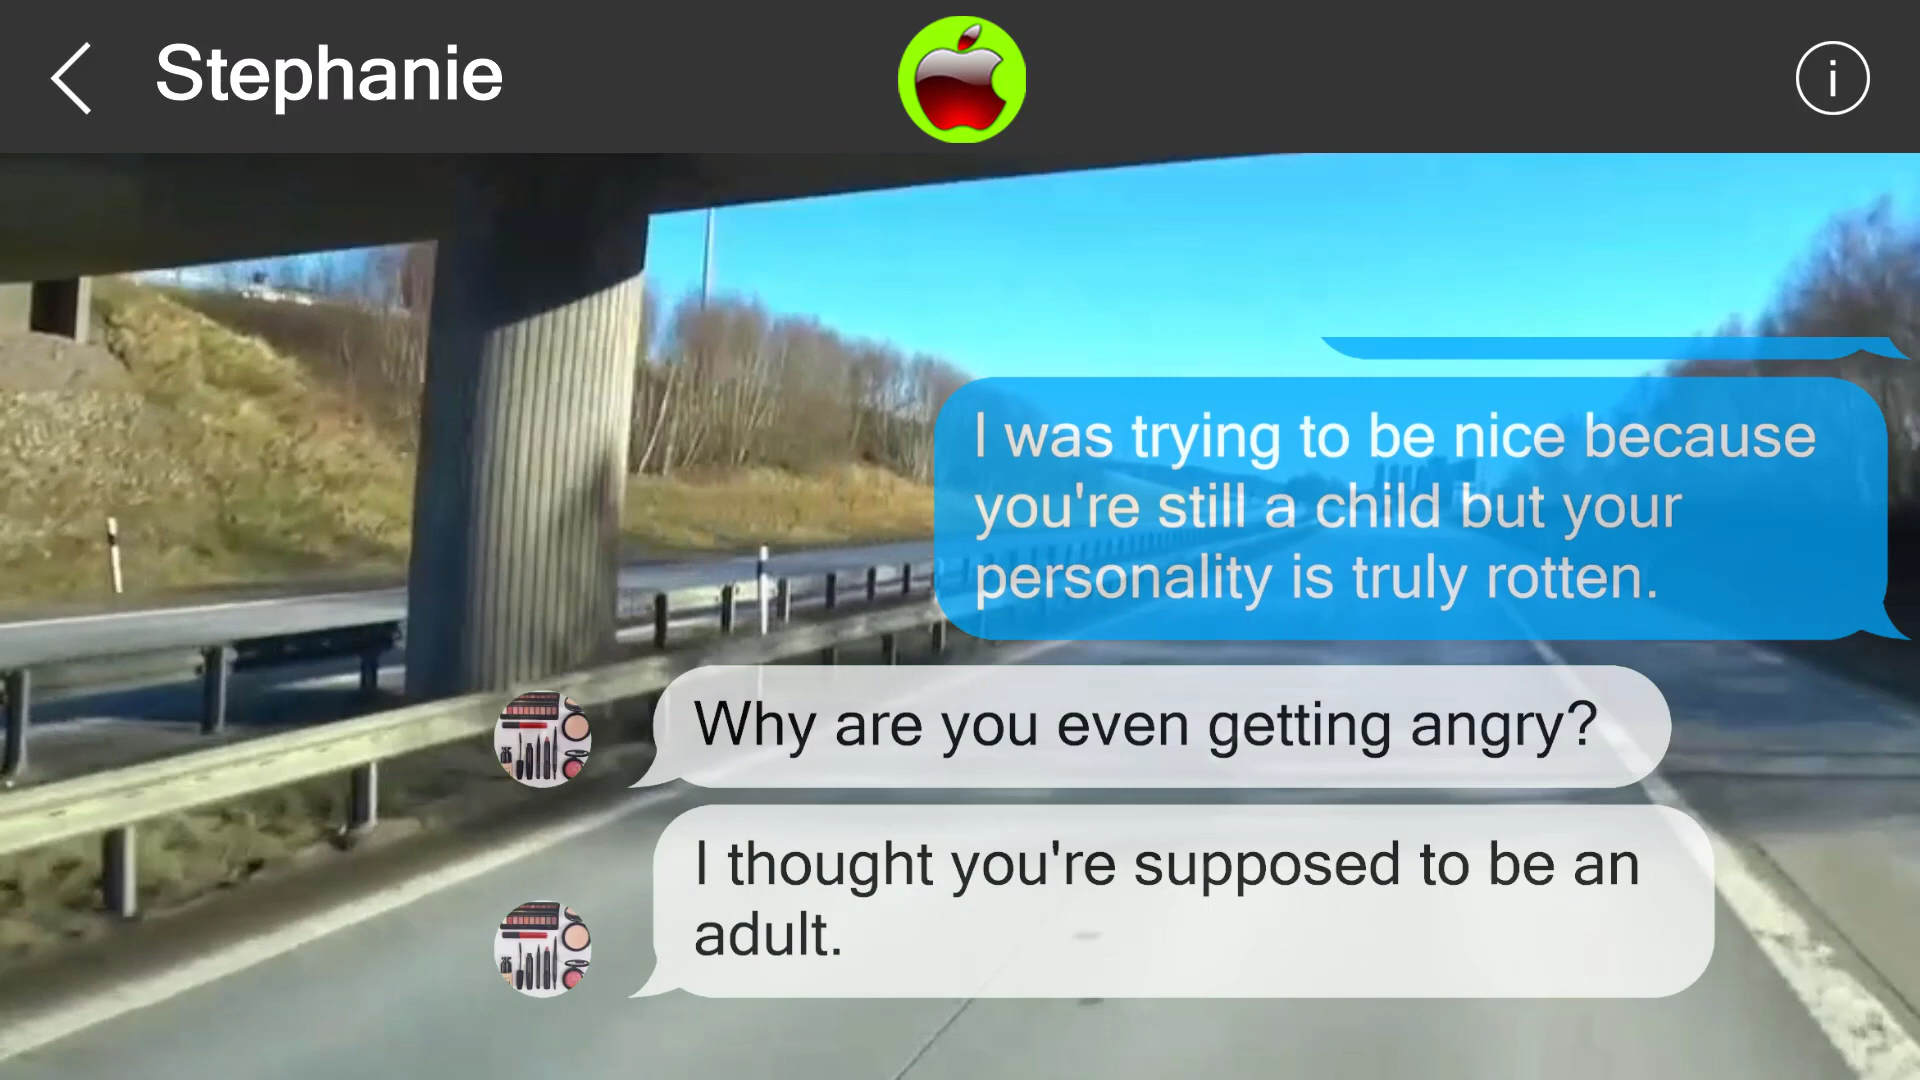 Stephanie
i
I was trying to be nice because
you're still a child but your
personality is truly rotten.
Why are you even getting angry?
I thought you're supposed to be an
adult.